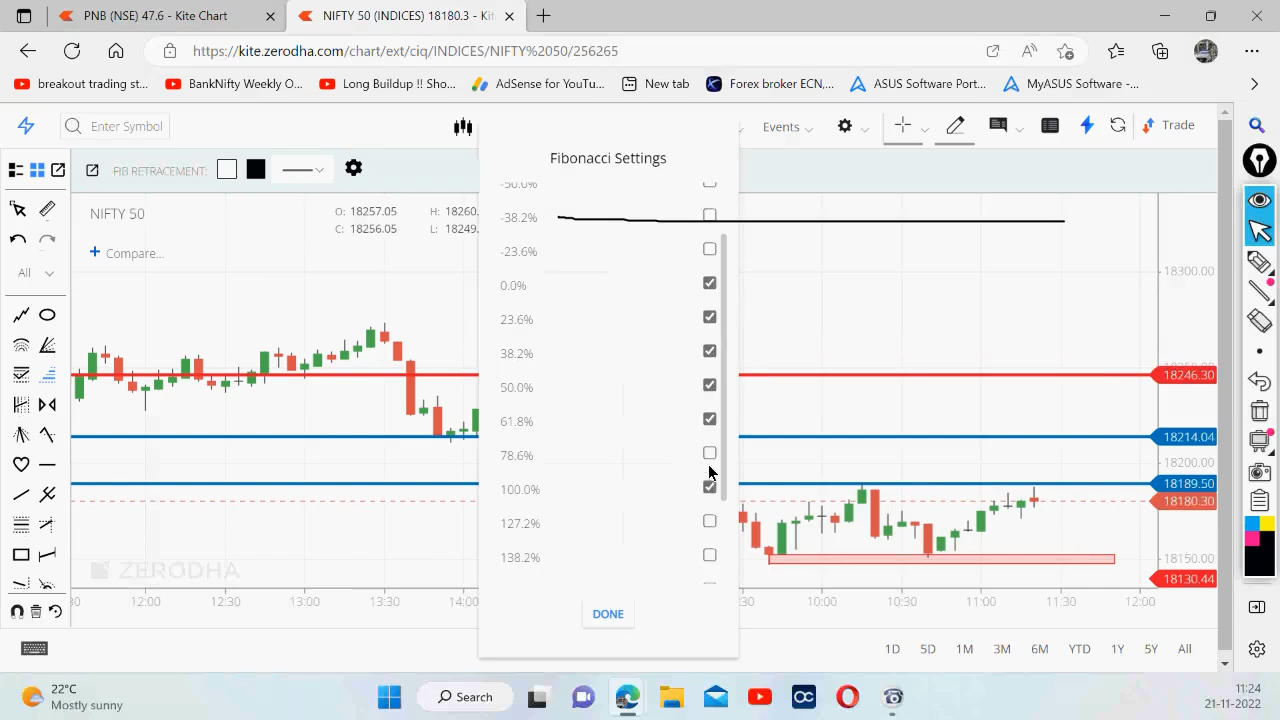 PNB (NSE) 47.6 - Kite Chart
NIFTY 50 (INDICES) 18180.3 - Kit
https://kite.zerodha.com/chart/ext/ciq/INDICES/NIFTY%2050/256265
breakout trading st...
BankNifty Weekly O...
Long Buildup !! Sho...
AdSense for YouTu...
New tab
Forex broker ECN,...
ASUS Software Port...
MyASUS Software -...
Enter Symbol
Events
Trade
FIB RETRACEMENT:
NIFTY 50
O: 18257.05
H: 18260.
C: 18256.05
L: 18249.
Compare...
All
Fibonacci Settings
-50.0%
-38.2%
-23.6%
0.0%
23.6%
38.2%
50.0%
61.8%
78.6%
100.0%
127.2%
138.2%
DONE
18300.00
18246.30
18214.04
18200.00
18189.50
18180.30
18150.00
18130.44
ZERODHA
:30
12:00
12:30
13:00
13:30
14:00
:30
10:00
10:30
11:00
11:30
12:00
1D 5D 1M 3M 6M YTD 1Y 5Y All
22°C
Mostly sunny
Search
11:24
21-11-2022